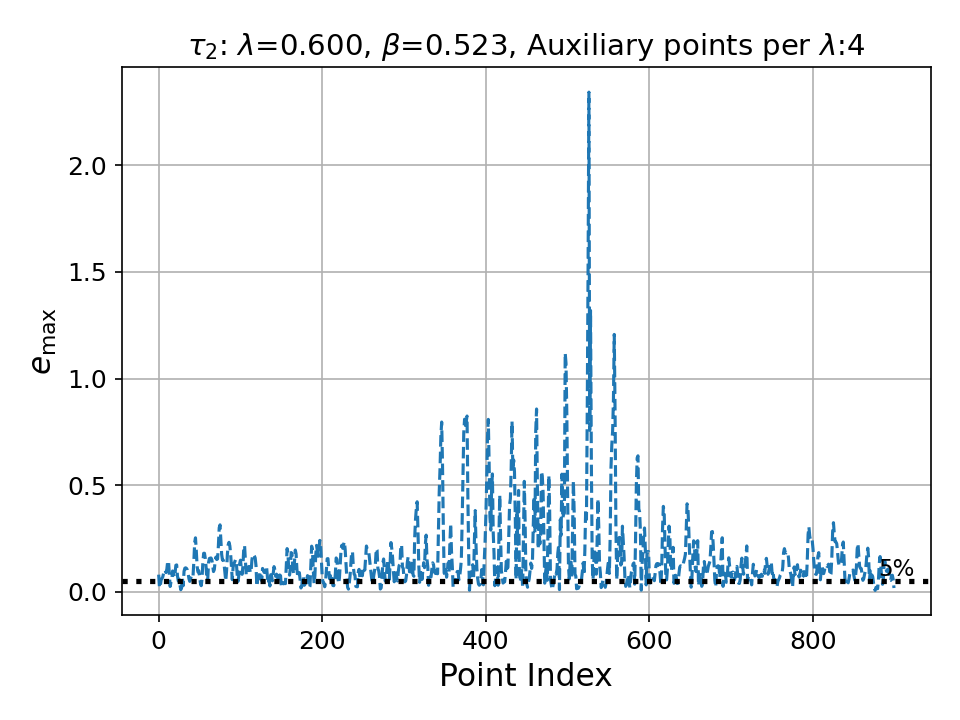 τ₂: λ=0.600, β=0.523, Auxiliary points per λ:4
2.0
1.5
1.0
0.5
0.0
e_max
5%
0 200 400 600 800
Point Index